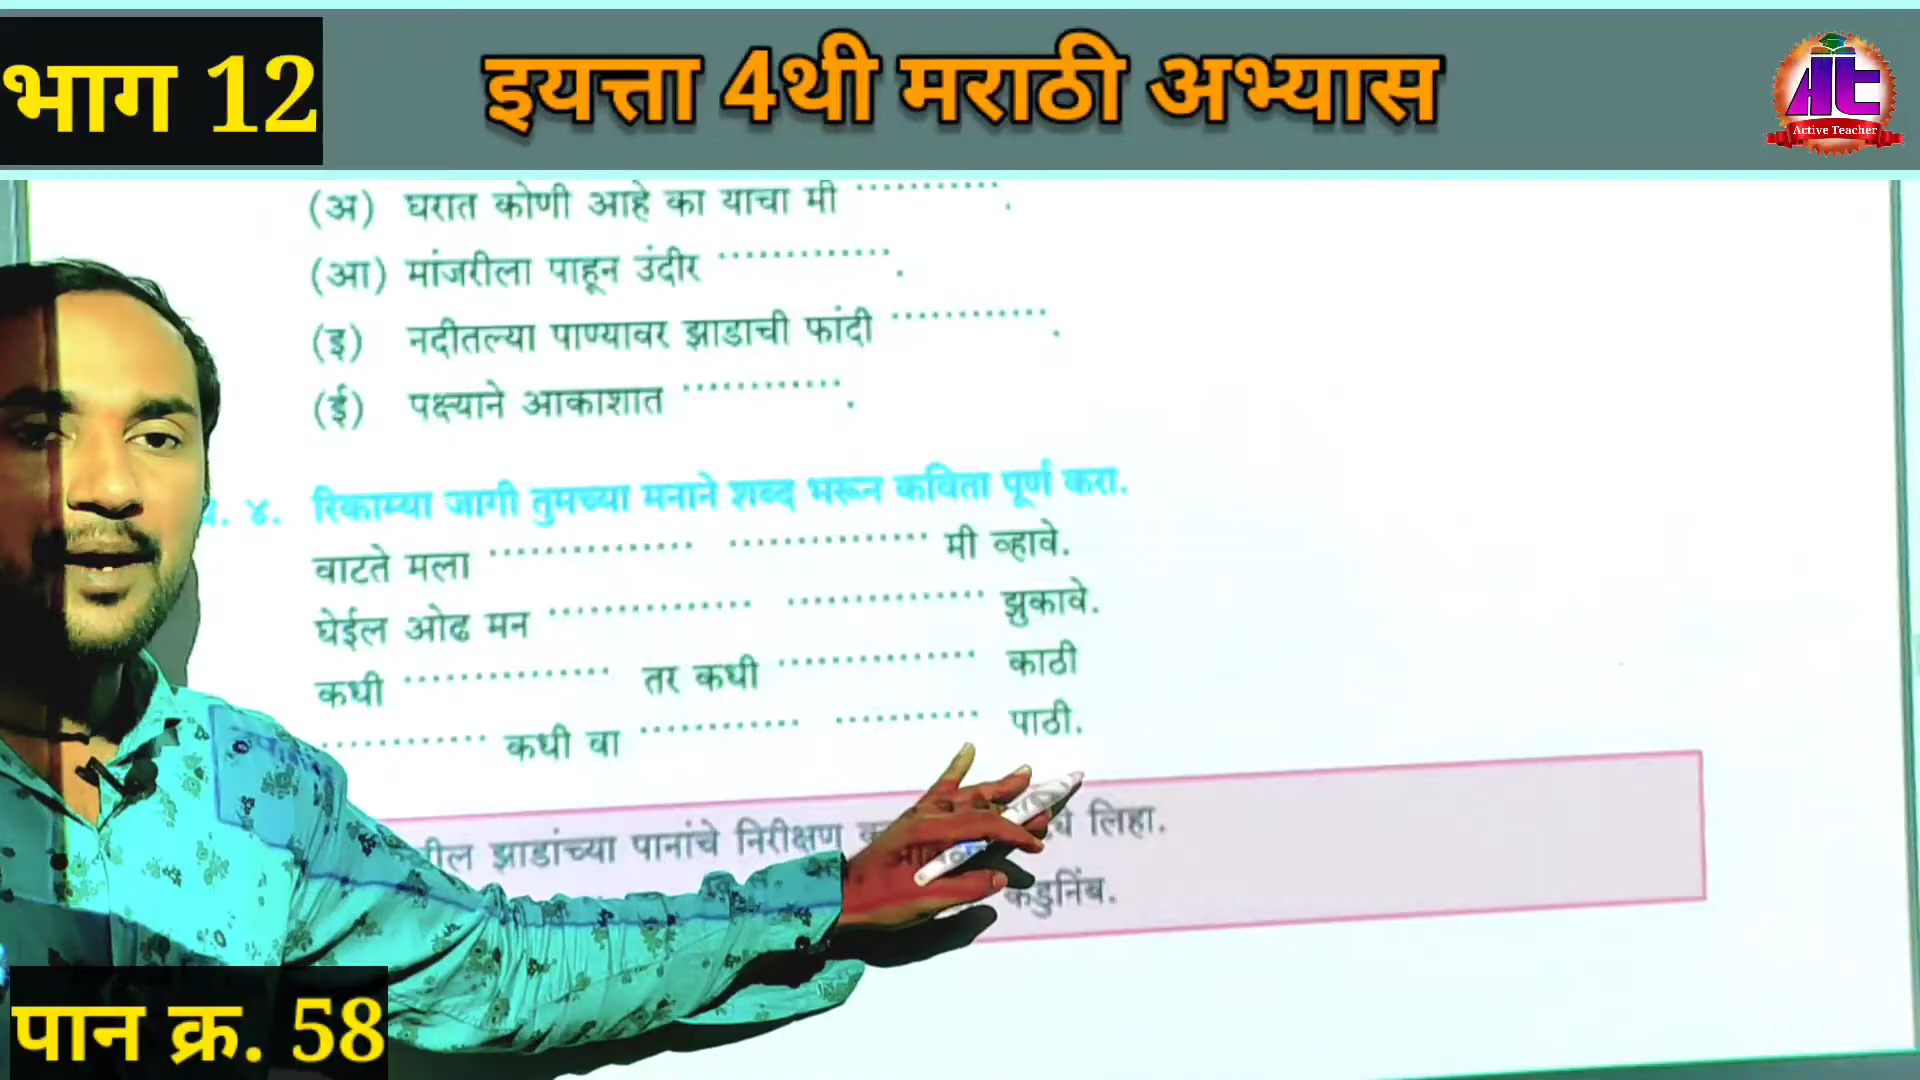 भाग 12
इयत्ता 4थी मराठी अभ्यास
Active Teacher
(अ) घरात कोणी आहे का याचा मी ............ .
(आ) मांजरीला पाहून उंदीर ............ .
(इ) नदीतल्या पाण्यावर झाडाची फांदी ............ .
(ई) पक्ष्याने आकाशात ............ .
४. रिकाम्या जागी तुमच्या मनाने शब्द भरून कविता पूर्ण करा.
वाटते मला ............ ............ मी व्हावे.
घेईल ओढ मन ............ ............ झुकावे.
कधी ............ तर कधी ............ काठी
............ कधी वा ............ ............ पाठी.
झाडांच्या पानांचे निरीक्षण लिहा.
कडुनिंब.
पान क्र. 58